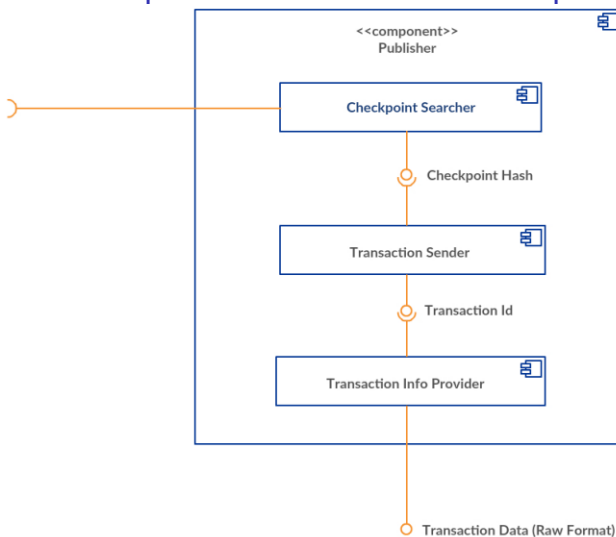 <<component>>
Publisher
Checkpoint Searcher
Checkpoint Hash
Transaction Sender
Transaction Id
Transaction Info Provider
Transaction Data (Raw Format)